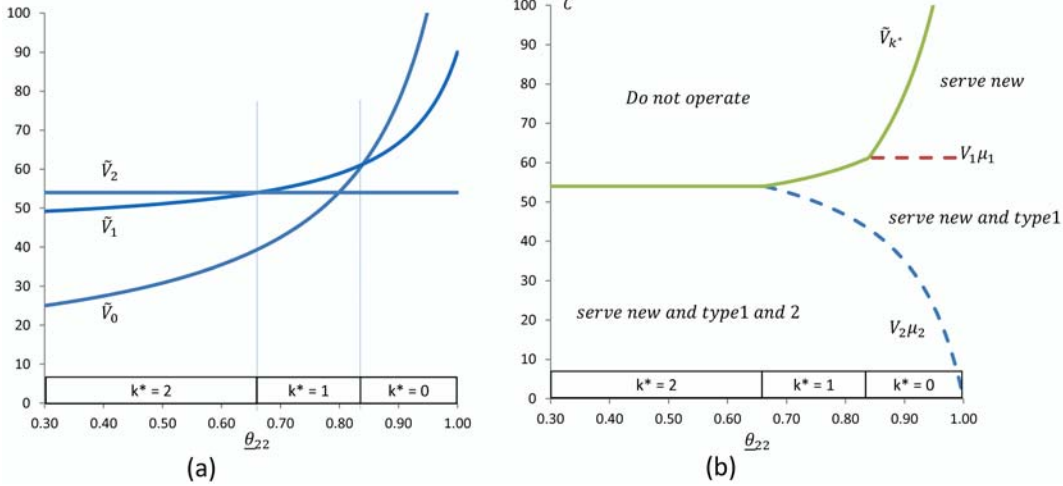 100
90
80
70
60
50
40
30
20
10
0
Ṽ₂
Ṽ₁
Ṽ₀
k* = 2
k* = 1
k* = 0
0.30 0.40 0.50 0.60 0.70 0.80 0.90 1.00
θ̲₂₂
(a)
C
100
90
80
70
60
50
40
30
20
10
0
Ṽₖ*
Do not operate
serve new
V₁μ₁
serve new and type1
serve new and type1 and 2
V₂μ₂
k* = 2
k* = 1
k* = 0
0.30 0.40 0.50 0.60 0.70 0.80 0.90 1.00
θ̲₂₂
(b)